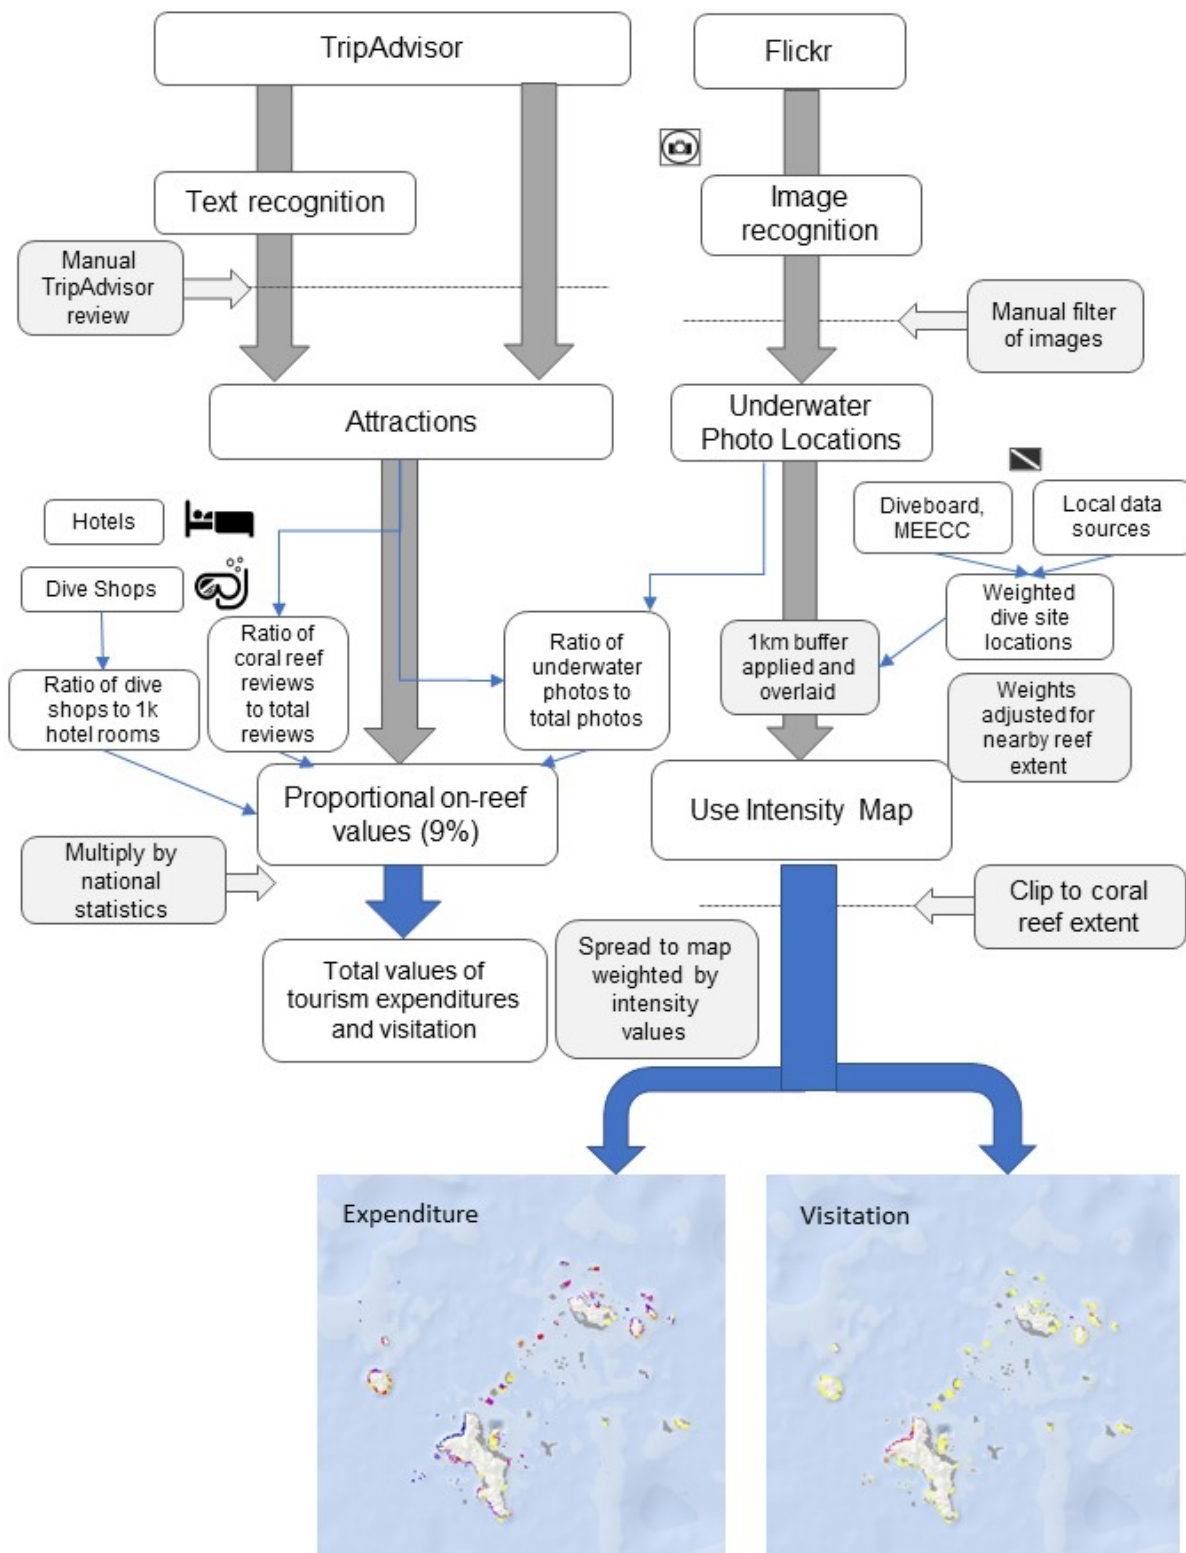 TripAdvisor
Flickr
Text recognition
Image
recognition
Manual
TripAdvisor
review
Manual filter
of images
Attractions
Underwater
Photo Locations
Hotels
Diveboard,
MEECC
Local data
sources
Dive Shops
Weighted
dive site
locations
Ratio of dive
shops to 1k
hotel rooms
Ratio of
coral reef
reviews
to total
reviews
Ratio of
underwater
photos to
total photos
1km buffer
applied and
overlaid
Weights
adjusted for
nearby reef
extent
Proportional on-reef
values (9%)
Use Intensity Map
Multiply by
national
statistics
Clip to coral
reef extent
Total values of
tourism expenditures
and visitation
Spread to map
weighted by
intensity
values
Expenditure
Visitation